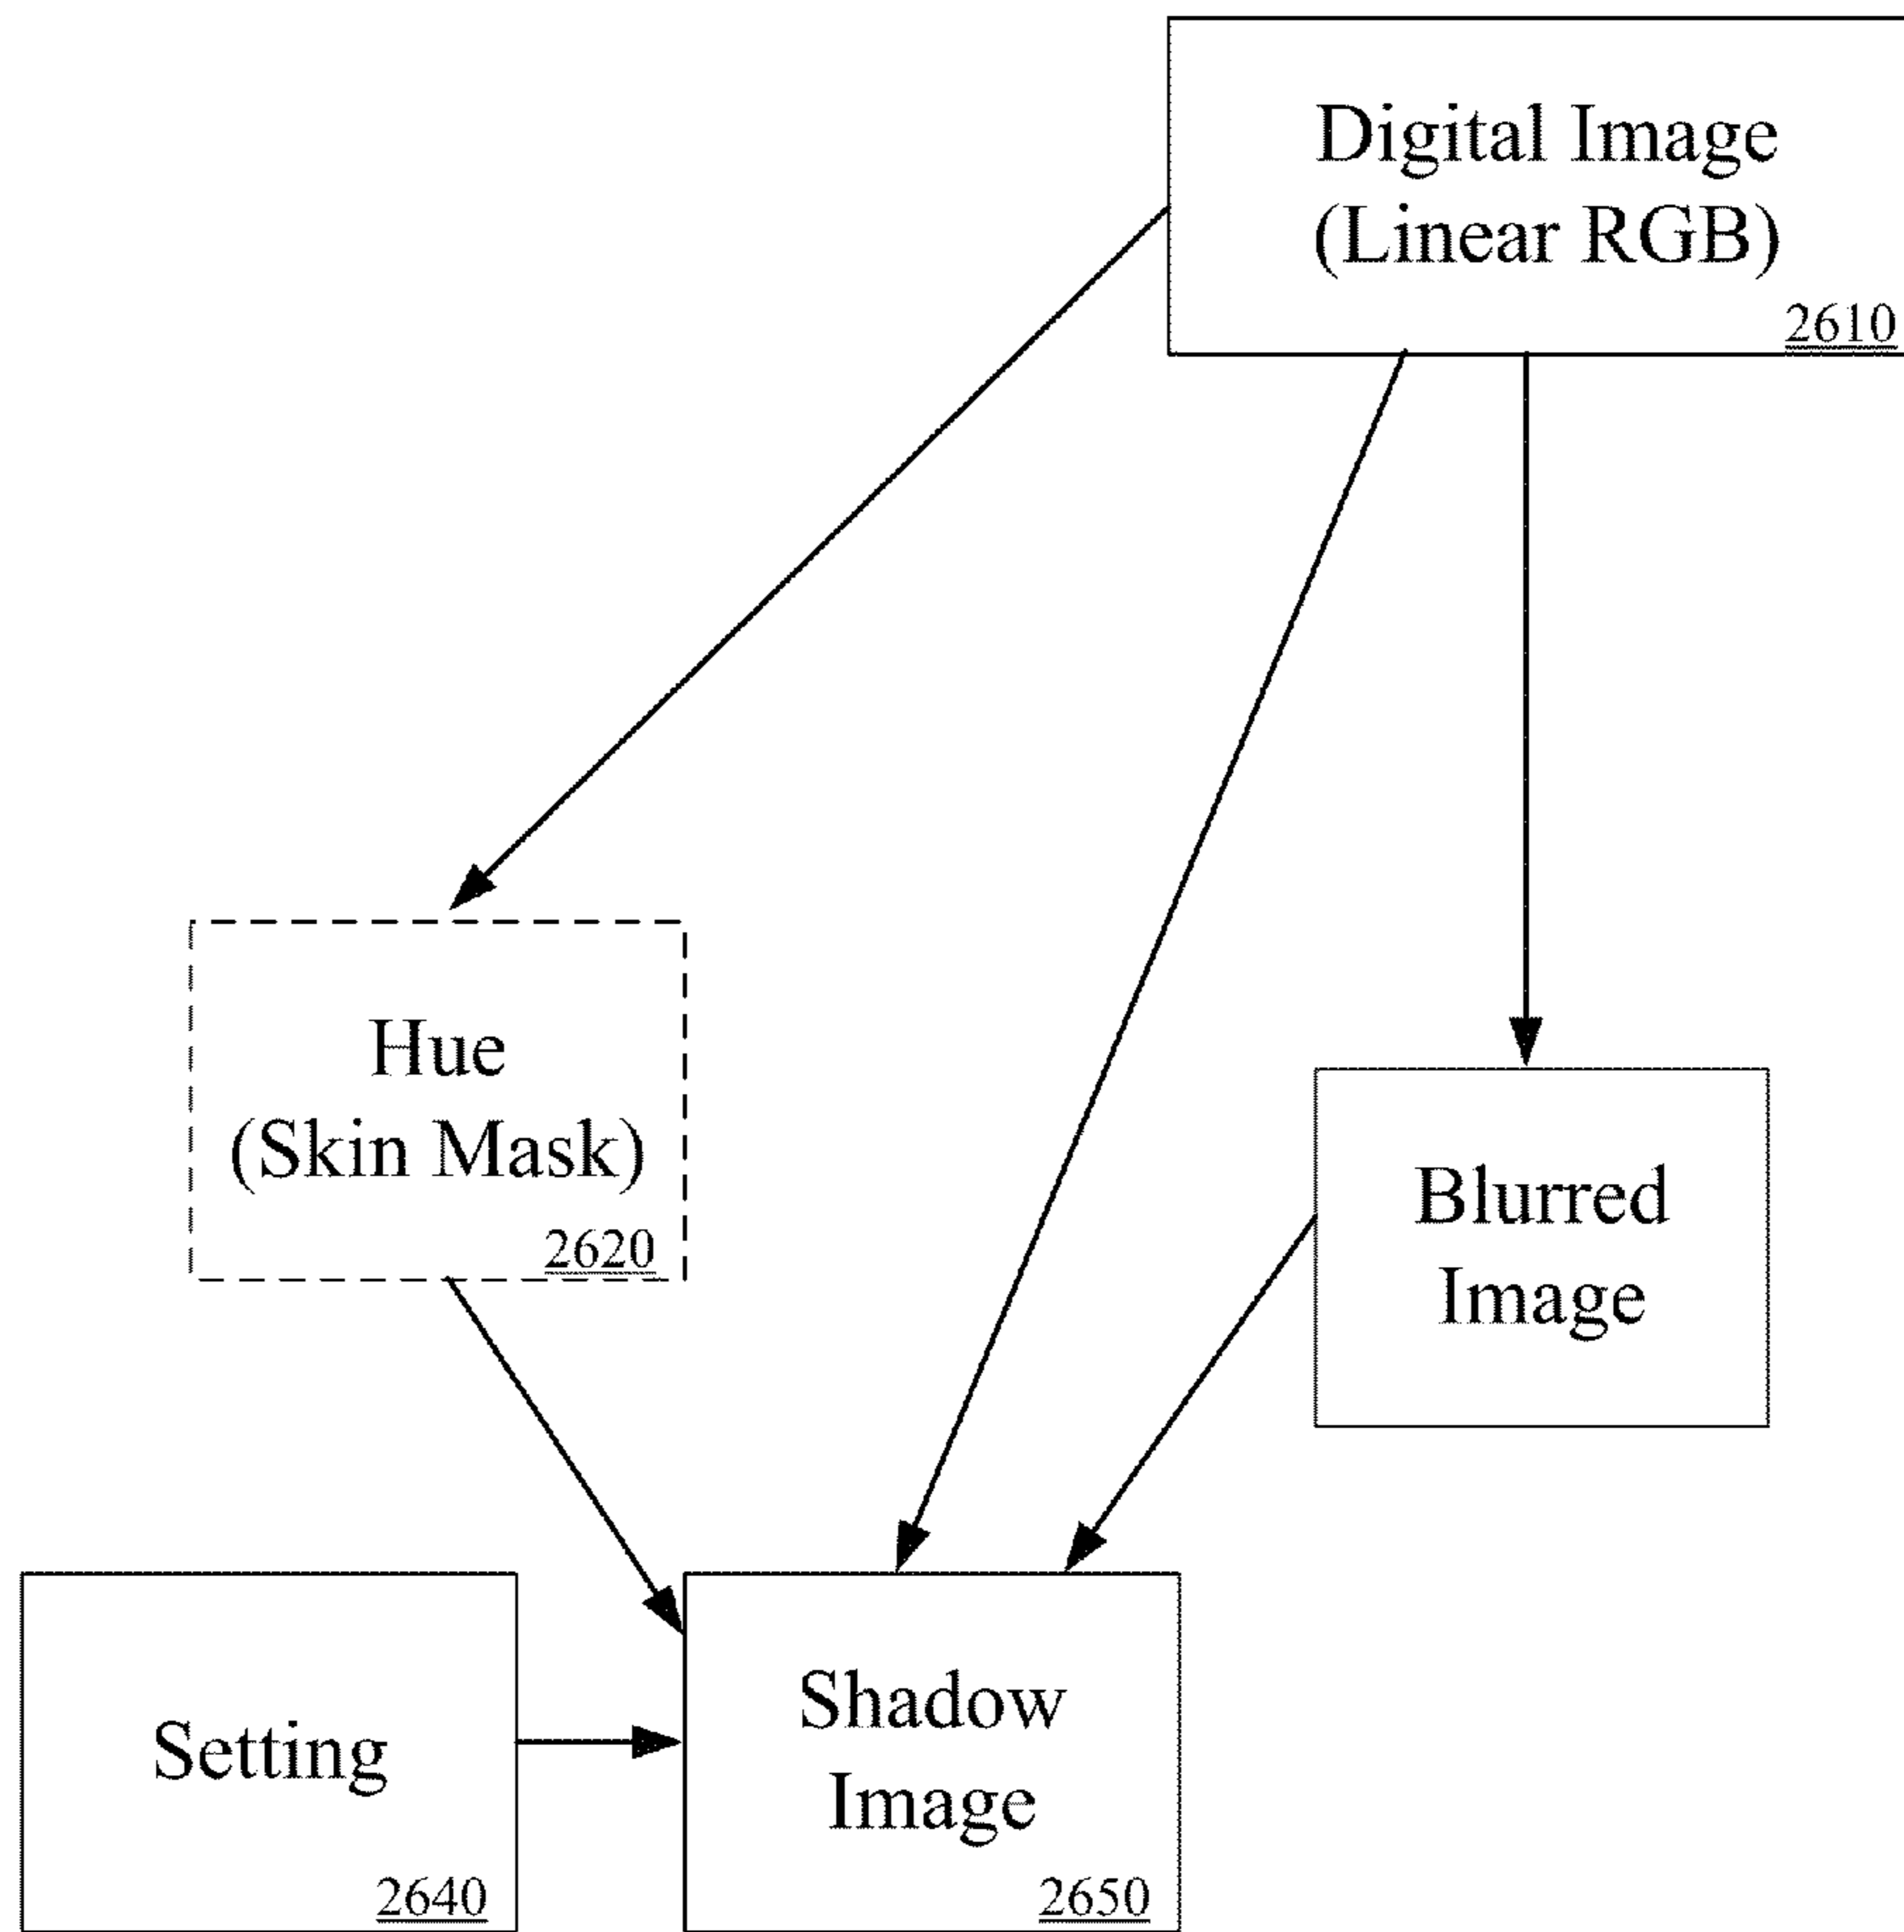 Digital Image
(Linear RGB)
2610
Hue
(Skin Mask)
2620
Blurred
Image
Setting
2640
Shadow
Image
2650